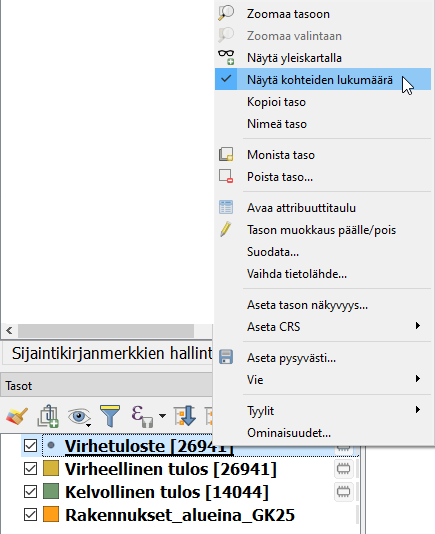 Zoomaa tasoon
Zoomaa valintaan
Näytä yleiskartalla
Näytä kohteiden lukumäärä
Kopioi taso
Nimeä taso
Monista taso
Poista taso...
Avaa attribuuttitaulu
Tason muokkaus päälle/pois
Suodata...
Vaihda tietolähde...
Aseta tason näkyvyys...
Aseta CRS
Aseta pysyvästi...
Vie
Tyylit
Ominaisuudet...
Sijaintikirjanmerkkien hallint
Tasot
Virhetuloste [26941]
Virheellinen tulos [26941]
Kelvollinen tulos [14044]
Rakennukset_alueina_GK25